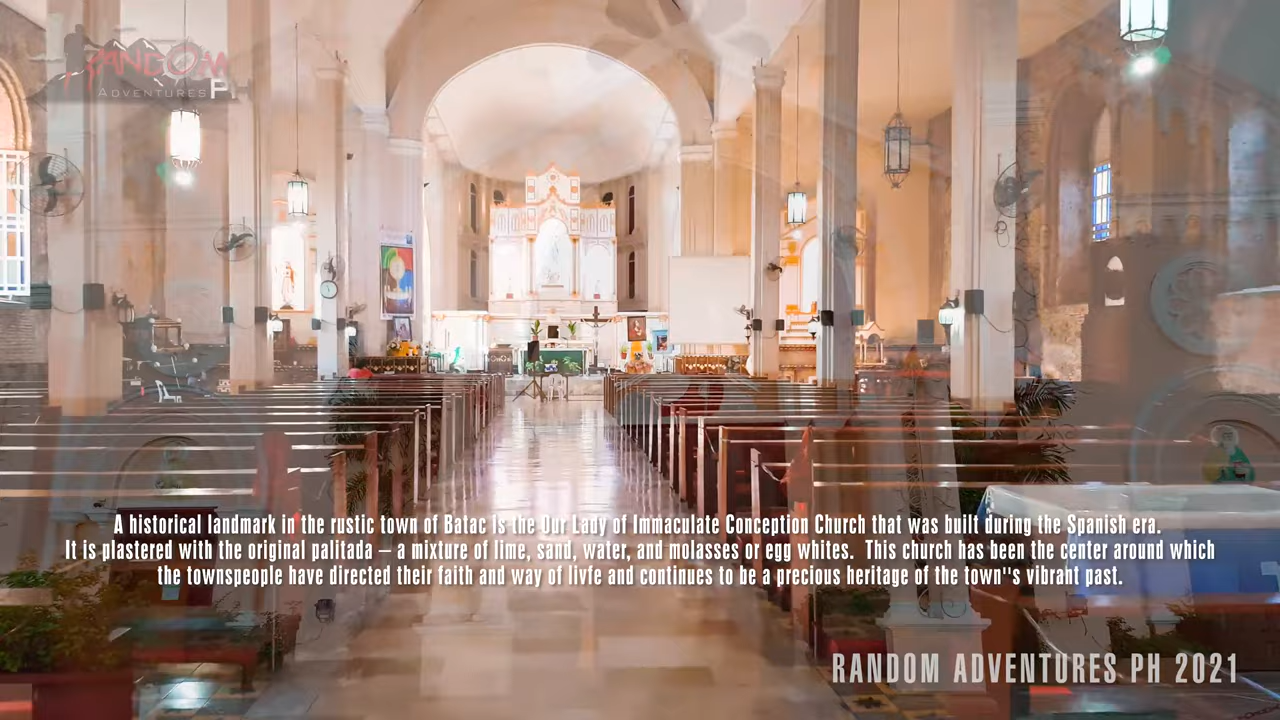 RANDOM
ADVENTURES PH
A historical landmark in the rustic town of Batac is the Our Lady of Immaculate Conception Church that was built during the Spanish era.
It is plastered with the original palitada – a mixture of lime, sand, water, and molasses or egg whites. This church has been the center around which
the townspeople have directed their faith and way of livfe and continues to be a precious heritage of the town"s vibrant past.
RANDOM ADVENTURES PH 2021